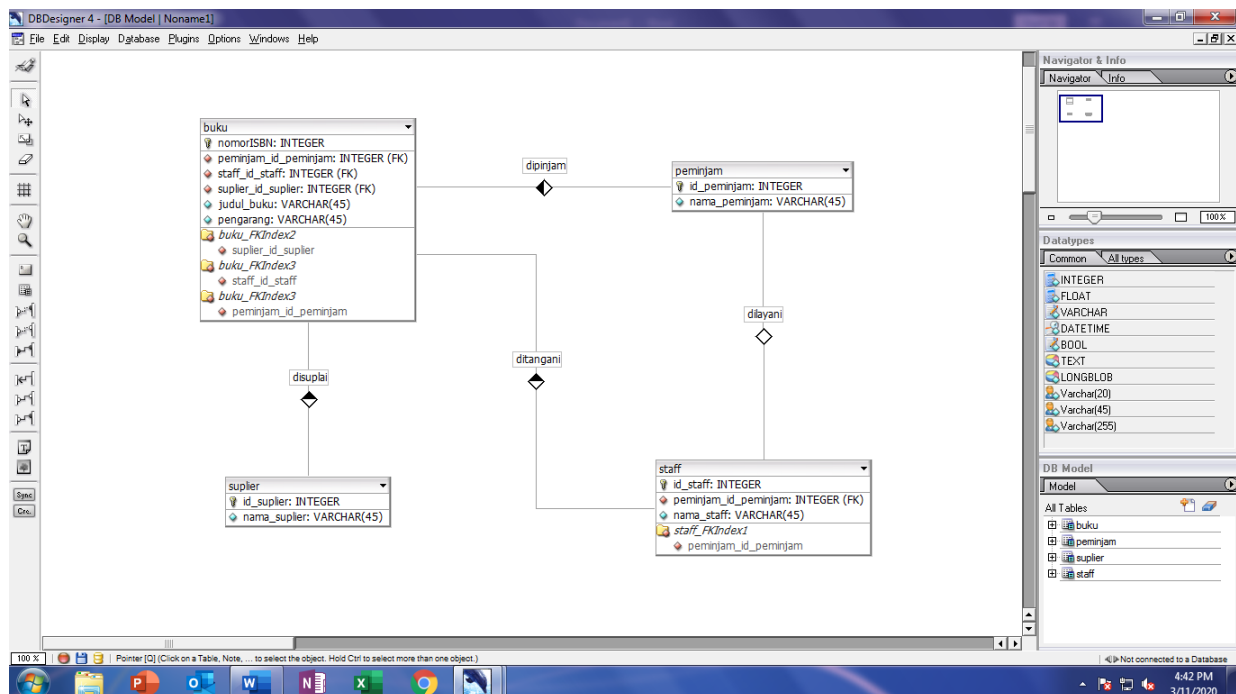 DBDesigner 4 - [DB Model | Noname1]
File Edit Display Database Plugins Options Windows Help
buku
nomorISBN: INTEGER
peminjam_id_peminjam: INTEGER (FK)
staff_id_staff: INTEGER (FK)
suplier_id_suplier: INTEGER (FK)
judul_buku: VARCHAR(45)
pengarang: VARCHAR(45)
buku_FKIndex2
suplier_id_suplier
buku_FKIndex3
staff_id_staff
buku_FKIndex3
peminjam_id_peminjam
dipinjam
peminjam
id_peminjam: INTEGER
nama_peminjam: VARCHAR(45)
dilayani
ditangani
disuplai
suplier
id_suplier: INTEGER
nama_suplier: VARCHAR(45)
staff
id_staff: INTEGER
peminjam_id_peminjam: INTEGER (FK)
nama_staff: VARCHAR(45)
staff_FKIndex1
peminjam_id_peminjam
Navigator & Info
Navigator Info
100%
Datatypes
Common All types
INTEGER
FLOAT
VARCHAR
DATETIME
BOOL
TEXT
LONGBLOB
Varchar(20)
Varchar(45)
Varchar(255)
DB Model
Model
All Tables
buku
peminjam
suplier
staff
Sync
Crc.
100 % Pointer [Q] (Click on a Table, Note, ... to select the object. Hold Ctrl to select more than one object.) Not connected to a Database
4:42 PM
3/11/2020